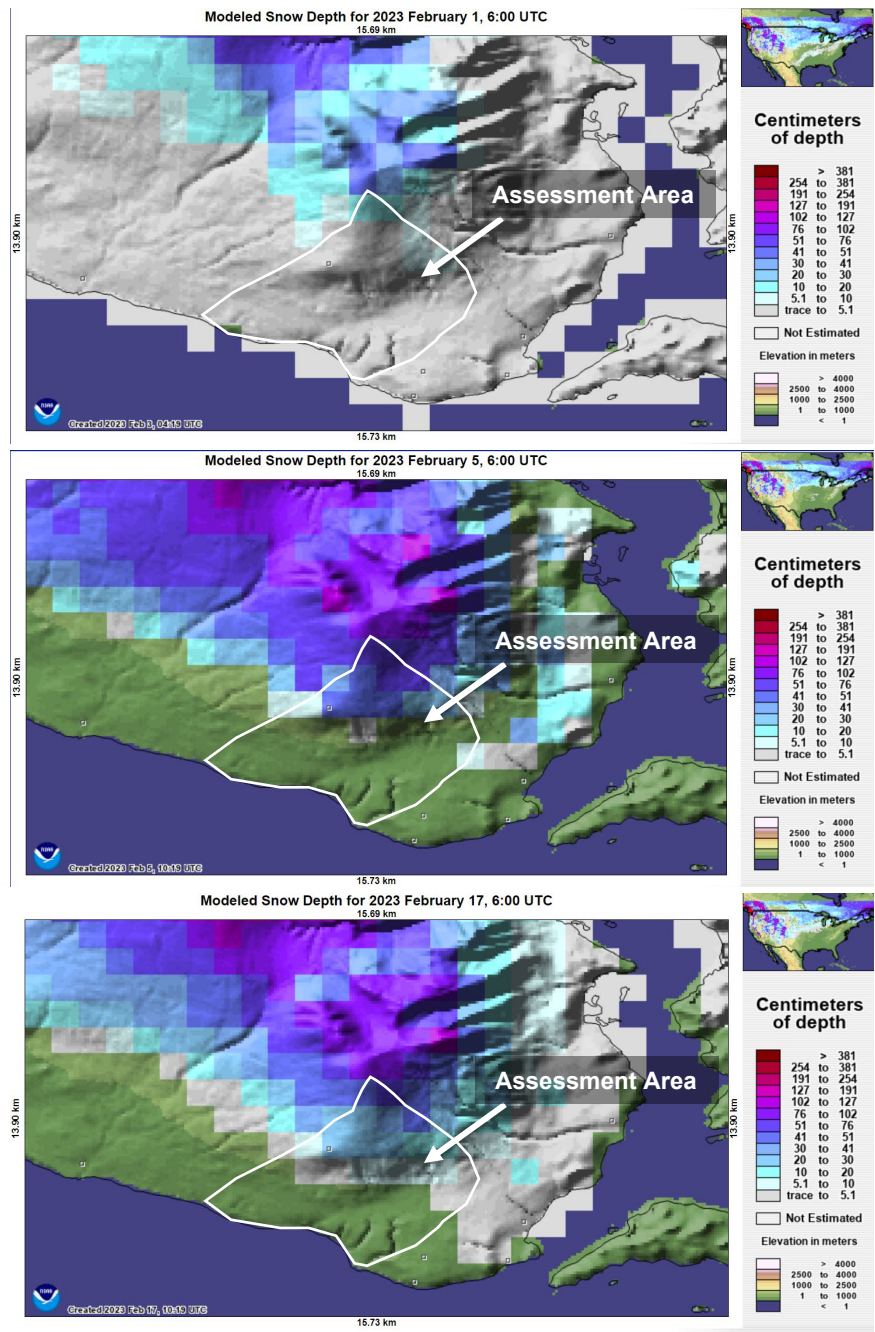 Modeled Snow Depth for 2023 February 1, 6:00 UTC
15.69 km
13.90 km
Assessment Area
13.90 km
NOAA
Created 2023 Feb 3, 04:19 UTC
15.73 km
Centimeters
of depth
> 381
254 to 381
191 to 254
127 to 191
102 to 127
76 to 102
51 to 76
41 to 51
30 to 41
20 to 30
10 to 20
5.1 to 10
trace to 5.1
Not Estimated
Elevation in meters
> 4000
2500 to 4000
1000 to 2500
1 to 1000
< 1
Modeled Snow Depth for 2023 February 5, 6:00 UTC
15.69 km
13.90 km
Assessment Area
13.90 km
NOAA
Created 2023 Feb 5, 10:19 UTC
15.73 km
Centimeters
of depth
> 381
254 to 381
191 to 254
127 to 191
102 to 127
76 to 102
51 to 76
41 to 51
30 to 41
20 to 30
10 to 20
5.1 to 10
trace to 5.1
Not Estimated
Elevation in meters
> 4000
2500 to 4000
1000 to 2500
1 to 1000
< 1
Modeled Snow Depth for 2023 February 17, 6:00 UTC
15.69 km
13.90 km
Assessment Area
13.90 km
NOAA
Created 2023 Feb 17, 10:19 UTC
15.73 km
Centimeters
of depth
> 381
254 to 381
191 to 254
127 to 191
102 to 127
76 to 102
51 to 76
41 to 51
30 to 41
20 to 30
10 to 20
5.1 to 10
trace to 5.1
Not Estimated
Elevation in meters
> 4000
2500 to 4000
1000 to 2500
1 to 1000
< 1